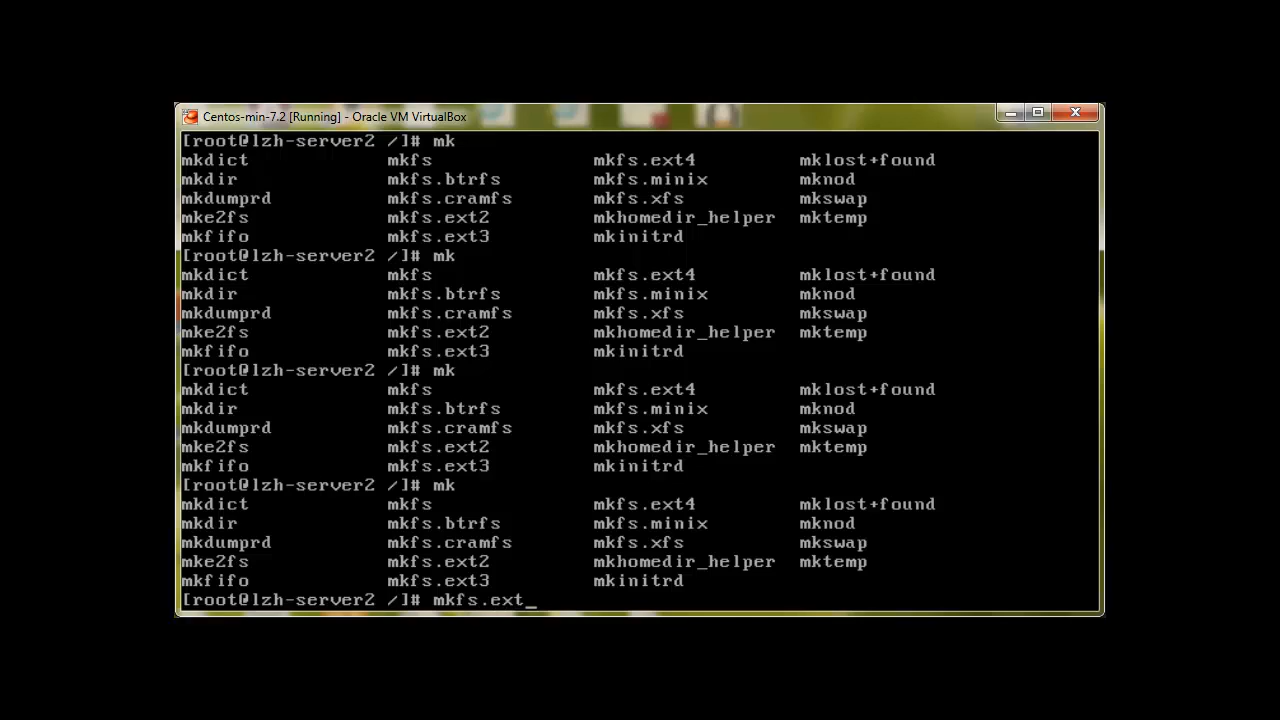 Centos-min-7.2 [Running] - Oracle VM VirtualBox
[root@lzh-server2 /]# mk
mkdict mkfs mkfs.ext4 mklost+found
mkdir mkfs.btrfs mkfs.minix mknod
mkdumprd mkfs.cramfs mkfs.xfs mkswap
mke2fs mkfs.ext2 mkhomedir_helper mktemp
mkfifo mkfs.ext3 mkinitrd
[root@lzh-server2 /]# mk
mkdict mkfs mkfs.ext4 mklost+found
mkdir mkfs.btrfs mkfs.minix mknod
mkdumprd mkfs.cramfs mkfs.xfs mkswap
mke2fs mkfs.ext2 mkhomedir_helper mktemp
mkfifo mkfs.ext3 mkinitrd
[root@lzh-server2 /]# mk
mkdict mkfs mkfs.ext4 mklost+found
mkdir mkfs.btrfs mkfs.minix mknod
mkdumprd mkfs.cramfs mkfs.xfs mkswap
mke2fs mkfs.ext2 mkhomedir_helper mktemp
mkfifo mkfs.ext3 mkinitrd
[root@lzh-server2 /]# mk
mkdict mkfs mkfs.ext4 mklost+found
mkdir mkfs.btrfs mkfs.minix mknod
mkdumprd mkfs.cramfs mkfs.xfs mkswap
mke2fs mkfs.ext2 mkhomedir_helper mktemp
mkfifo mkfs.ext3 mkinitrd
[root@lzh-server2 /]# mkfs.ext_